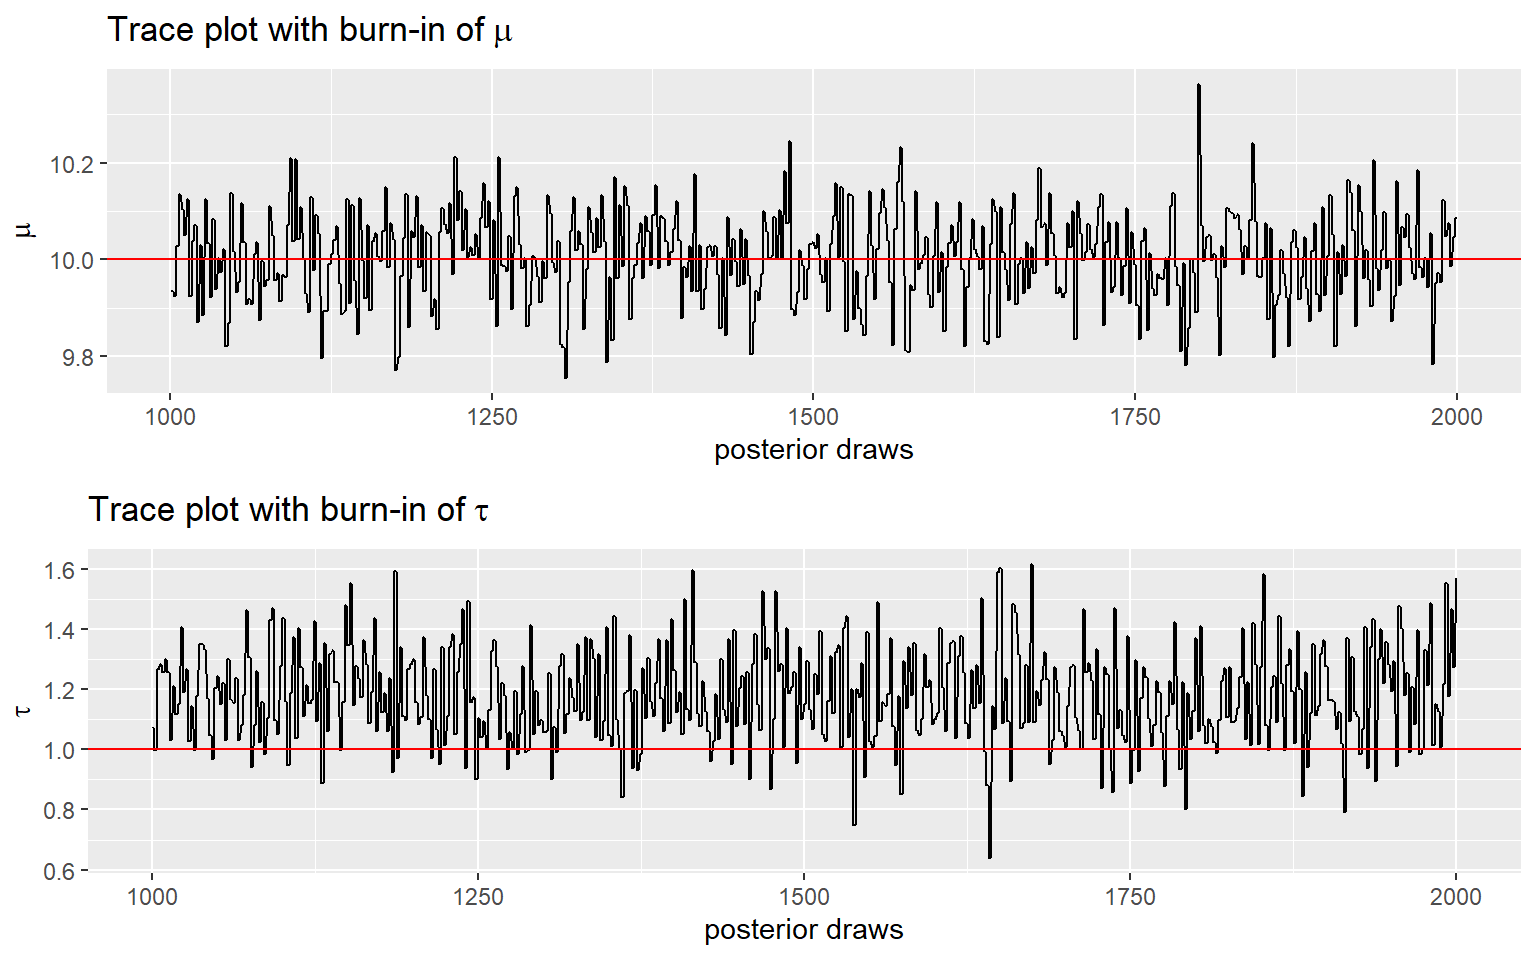 Trace plot with burn-in of μ
μ
10.2
10.0
9.8
1000 1250 1500 1750 2000
posterior draws
Trace plot with burn-in of τ
τ
1.6
1.4
1.2
1.0
0.8
0.6
1000 1250 1500 1750 2000
posterior draws